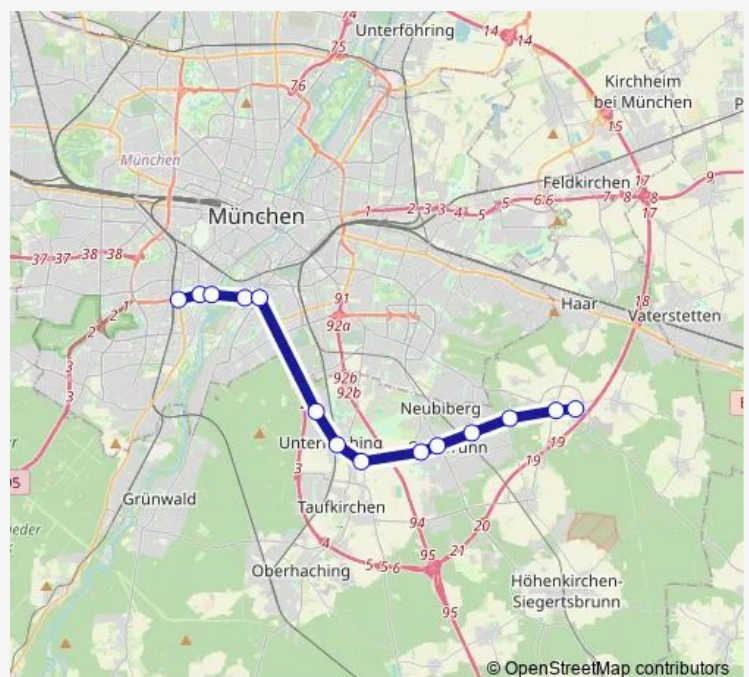 74
14
14
Unterföhring
75
76
Kirchheim
bei München
15
München
Feldkirchen
17
9
1 2 3 3 4 5 5 6 6 7 8 8
17
München
37 37 38 38
18
91
Haar
1
92a
Vaterstetten
2
2
3
3
92b
92b
Neubiberg
19
19
3
95
Grünwald
Taufkirchen
94
20
4
21
5 5 6
95
Oberhaching
Höhenkirchen-
Siegertsbrunn
95
© OpenStreetMap contributors